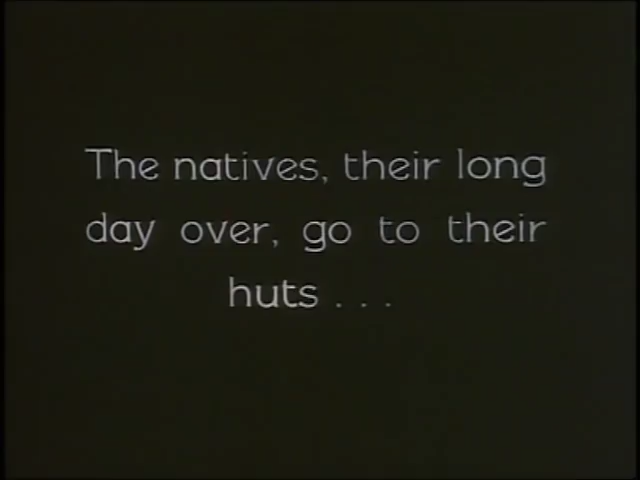 The natives, their long
day over, go to their
huts . . .